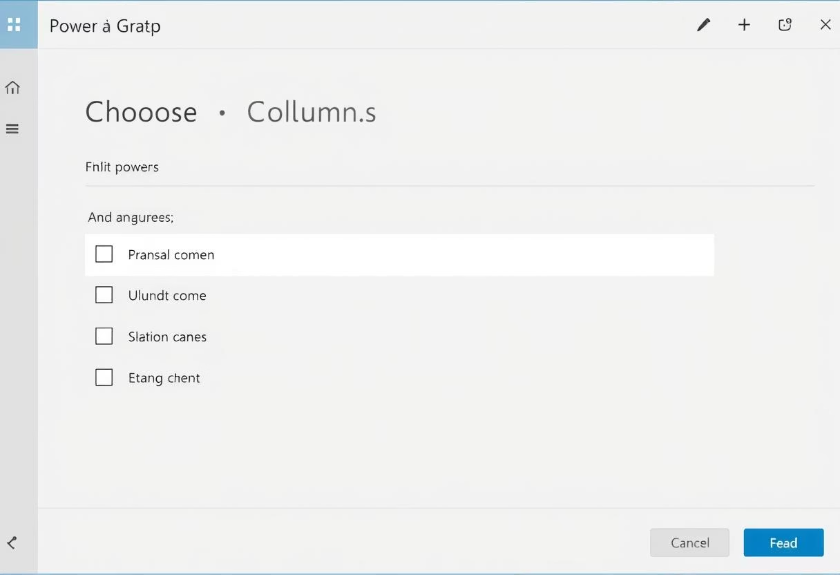 Power à Gratp
Chooose • Collumn.s
Fnlit powers
And angurees;
Pransal comen
Ulundt come
Slation canes
Etang chent
Cancel
Fead